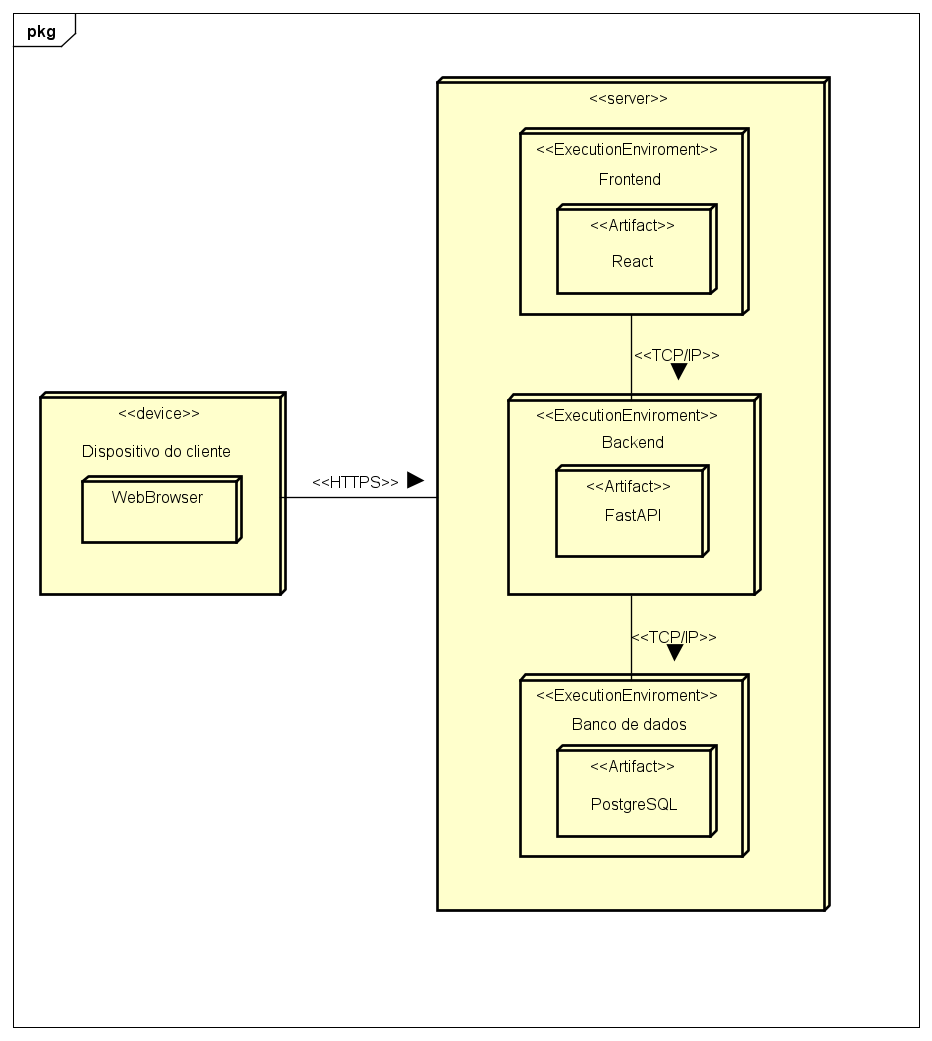 pkg
<<server>>
<<ExecutionEnviroment>>
Frontend
<<Artifact>>
React
<<TCP/IP>>
<<device>>
Dispositivo do cliente
WebBrowser
<<HTTPS>>
<<ExecutionEnviroment>>
Backend
<<Artifact>>
FastAPI
<<TCP/IP>>
<<ExecutionEnviroment>>
Banco de dados
<<Artifact>>
PostgreSQL